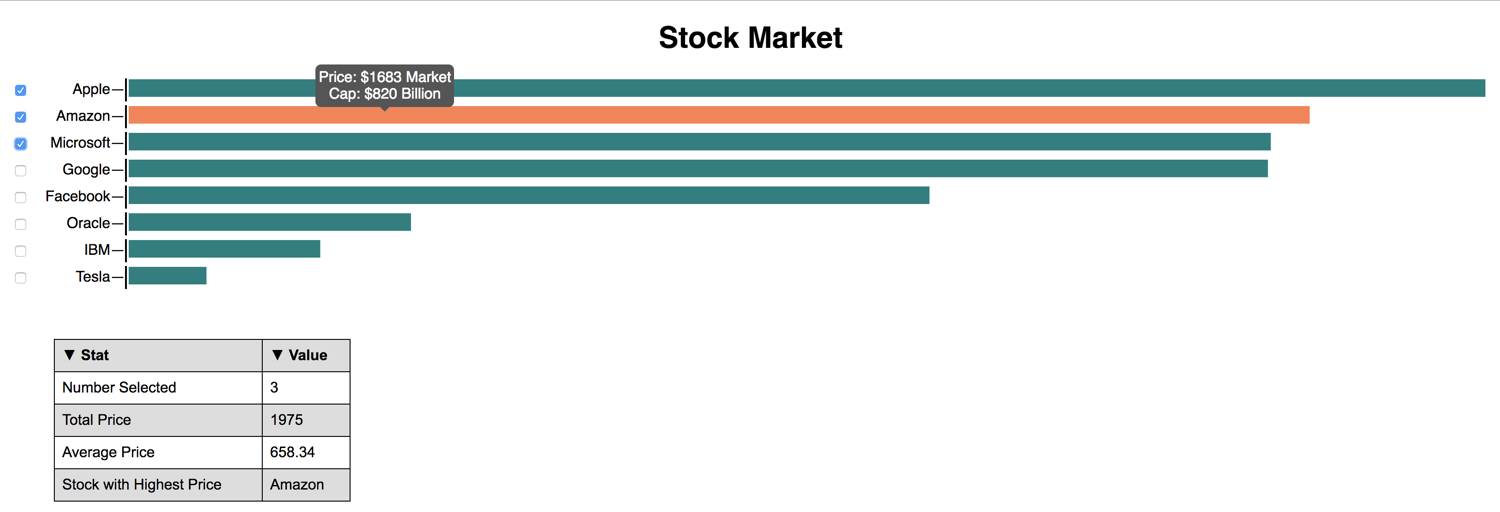 Stock Market
Price: $1683 Market
Cap: $820 Billion
Apple
Amazon
Microsoft
Google
Facebook
Oracle
IBM
Tesla
▼ Stat ▼ Value
Number Selected 3
Total Price 1975
Average Price 658.34
Stock with Highest Price Amazon